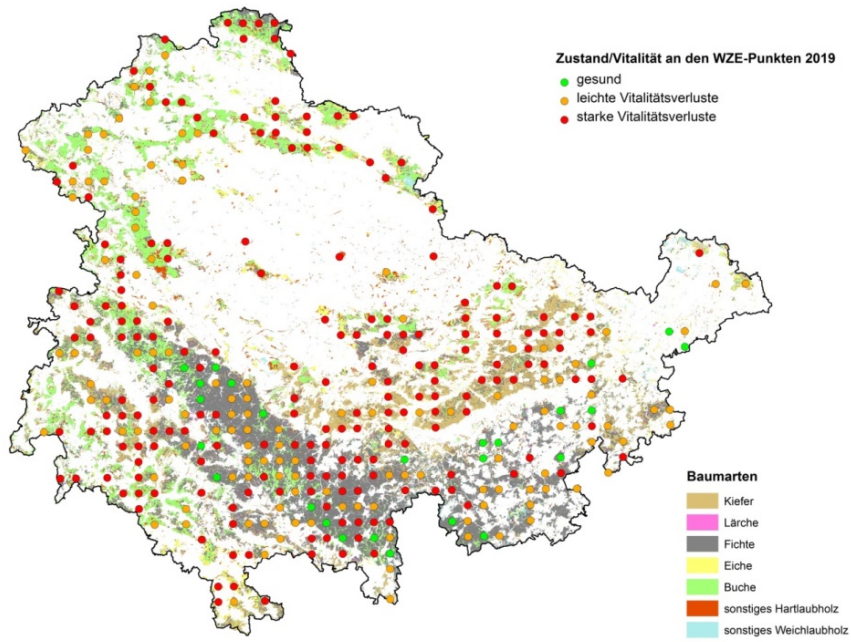 Zustand/Vitalität an den WZE-Punkten 2019
gesund
leichte Vitalitätsverluste
starke Vitalitätsverluste
Baumarten
Kiefer
Lärche
Fichte
Eiche
Buche
sonstiges Hartlaubholz
sonstiges Weichlaubholz